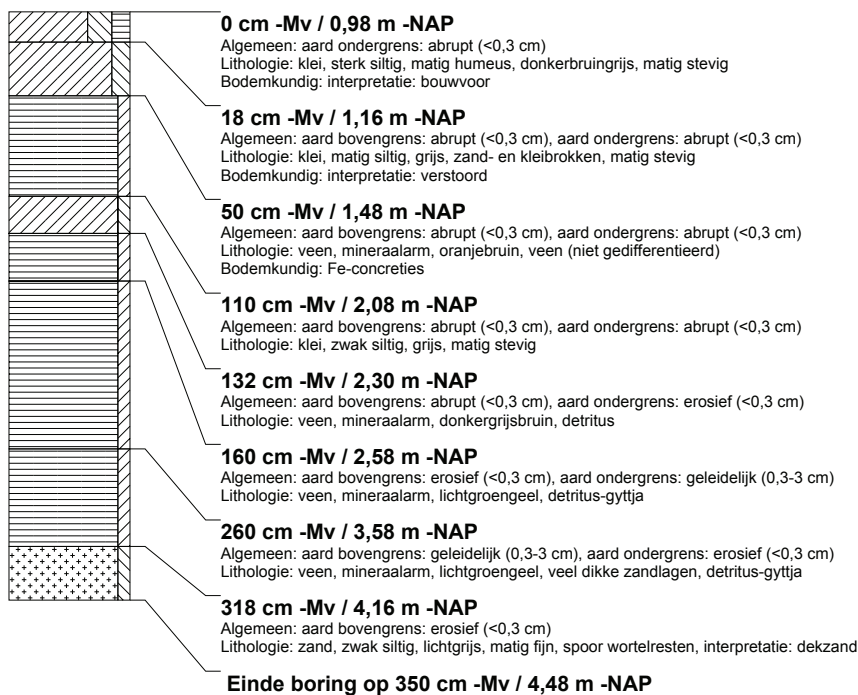 0 cm -Mv / 0,98 m -NAP
Algemeen: aard ondergrens: abrupt (<0,3 cm)
Lithologie: klei, sterk siltig, matig humeus, donkerbruingrijs, matig stevig
Bodemkundig: interpretatie: bouwvoor
18 cm -Mv / 1,16 m -NAP
Algemeen: aard bovengrens: abrupt (<0,3 cm), aard ondergrens: abrupt (<0,3 cm)
Lithologie: klei, matig siltig, grijs, zand- en kleibrokken, matig stevig
Bodemkundig: interpretatie: verstoord
50 cm -Mv / 1,48 m -NAP
Algemeen: aard bovengrens: abrupt (<0,3 cm), aard ondergrens: abrupt (<0,3 cm)
Lithologie: veen, mineraalarm, oranjebruin, veen (niet gedifferentieerd)
Bodemkundig: Fe-concreties
110 cm -Mv / 2,08 m -NAP
Algemeen: aard bovengrens: abrupt (<0,3 cm), aard ondergrens: abrupt (<0,3 cm)
Lithologie: klei, zwak siltig, grijs, matig stevig
132 cm -Mv / 2,30 m -NAP
Algemeen: aard bovengrens: abrupt (<0,3 cm), aard ondergrens: erosief (<0,3 cm)
Lithologie: veen, mineraalarm, donkergrijsbruin, detritus
160 cm -Mv / 2,58 m -NAP
Algemeen: aard bovengrens: erosief (<0,3 cm), aard ondergrens: geleidelijk (0,3-3 cm)
Lithologie: veen, mineraalarm, lichtgroengeel, detritus-gyttja
260 cm -Mv / 3,58 m -NAP
Algemeen: aard bovengrens: geleidelijk (0,3-3 cm), aard ondergrens: erosief (<0,3 cm)
Lithologie: veen, mineraalarm, lichtgroengeel, veel dikke zandlagen, detritus-gyttja
318 cm -Mv / 4,16 m -NAP
Algemeen: aard bovengrens: erosief (<0,3 cm)
Lithologie: zand, zwak siltig, lichtgrijs, matig fijn, spoor wortelresten, interpretatie: dekzand
Einde boring op 350 cm -Mv / 4,48 m -NAP